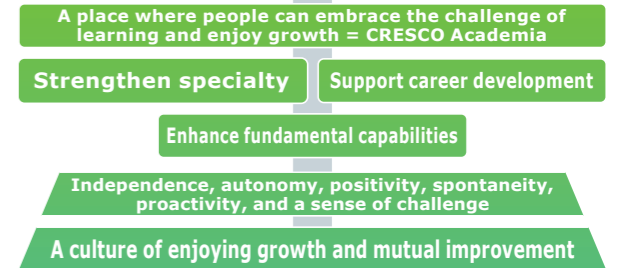 A place where people can embrace the challenge of
learning and enjoy growth = CRESCO Academia
Strengthen specialty
Support career development
Enhance fundamental capabilities
Independence, autonomy, positivity, spontaneity,
proactivity, and a sense of challenge
A culture of enjoying growth and mutual improvement